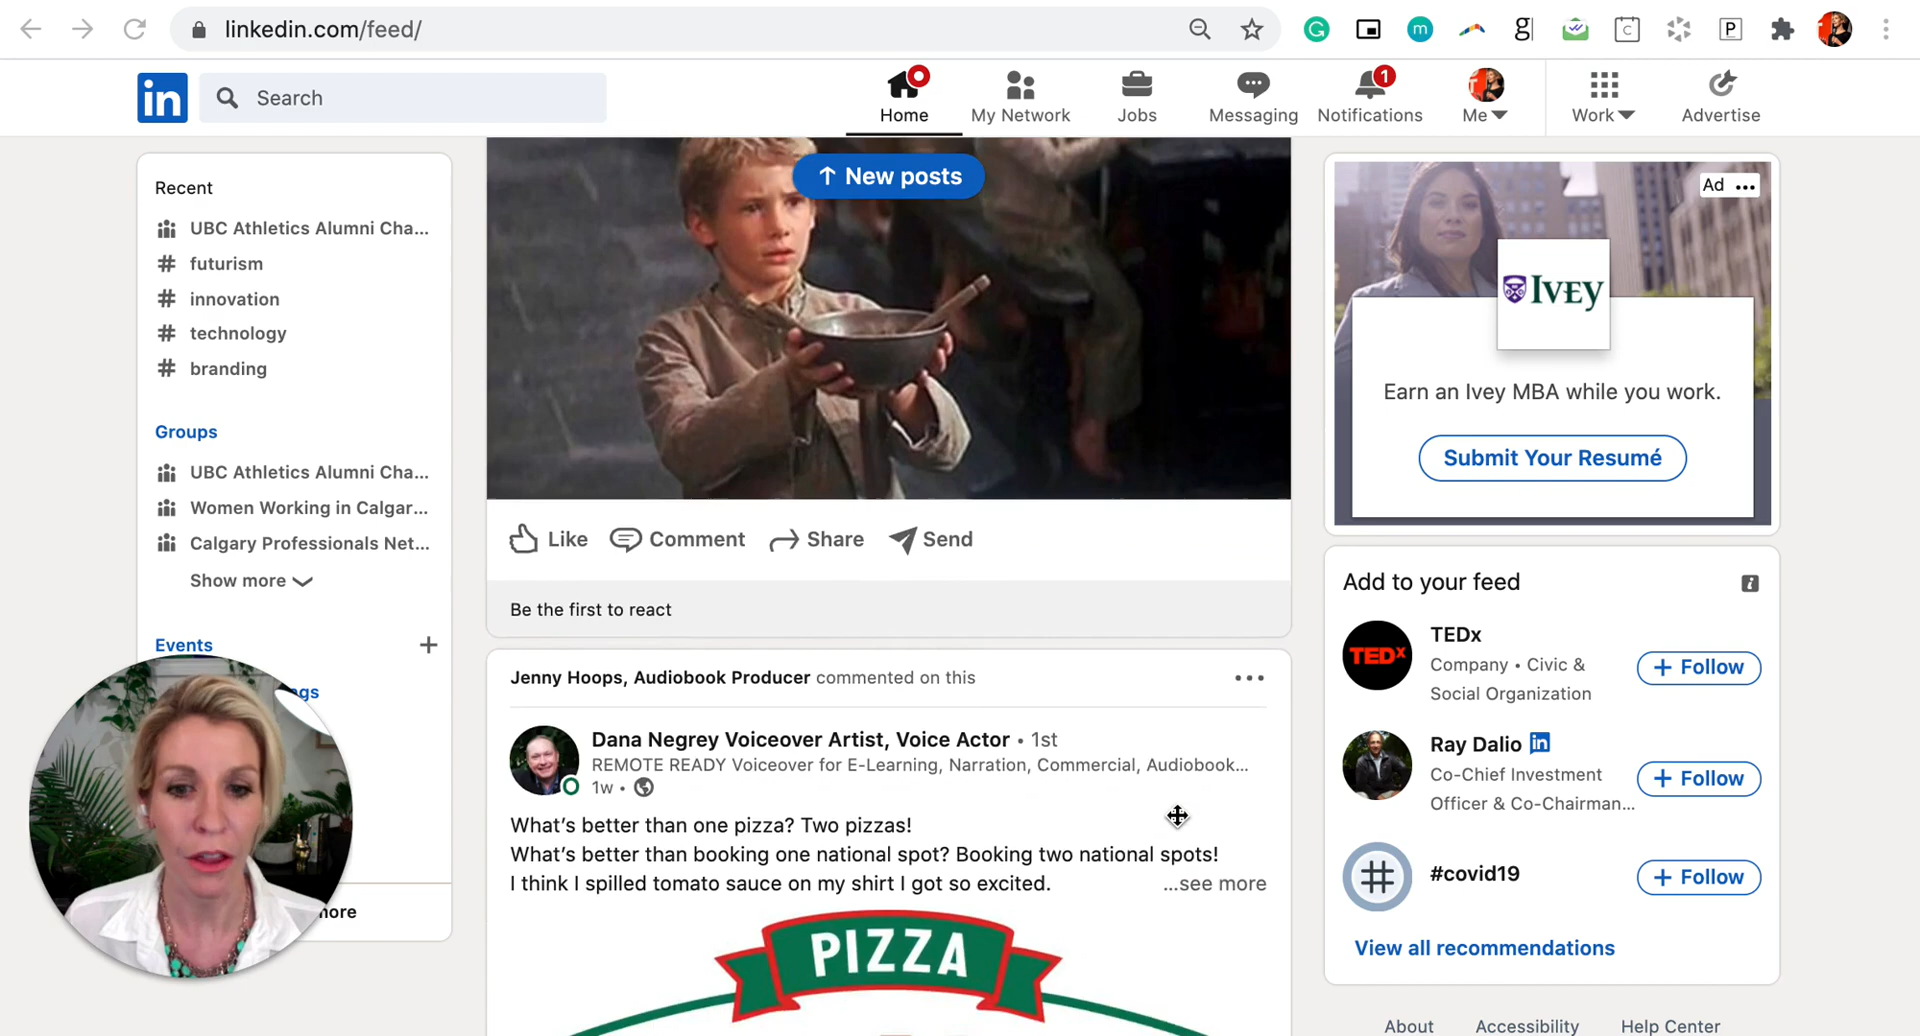 linkedin.com/feed/
g
m
C
P
in
Search
Home
My Network
Jobs
Messaging
1
Notifications
Me
Work
Advertise
Recent
UBC Athletics Alumni Cha...
# futurism
# innovation
# technology
# branding
Groups
UBC Athletics Alumni Cha...
Women Working in Calgar...
Calgary Professionals Net...
Show more
Events +
gs
ore
↑ New posts
Like
Comment
Share
Send
Be the first to react
Jenny Hoops, Audiobook Producer commented on this
Dana Negrey Voiceover Artist, Voice Actor • 1st
REMOTE READY Voiceover for E-Learning, Narration, Commercial, Audiobook...
1w •
What's better than one pizza? Two pizzas!
What's better than booking one national spot? Booking two national spots!
I think I spilled tomato sauce on my shirt I got so excited. ...see more
PIZZA
Ad
IVEY
Earn an Ivey MBA while you work.
Submit Your Resumé
Add to your feed
TEDx
TEDx
Company • Civic &
Social Organization
+ Follow
Ray Dalio in
Co-Chief Investment
Officer & Co-Chairman...
+ Follow
#
#covid19
+ Follow
View all recommendations
About
Accessibility
Help Center